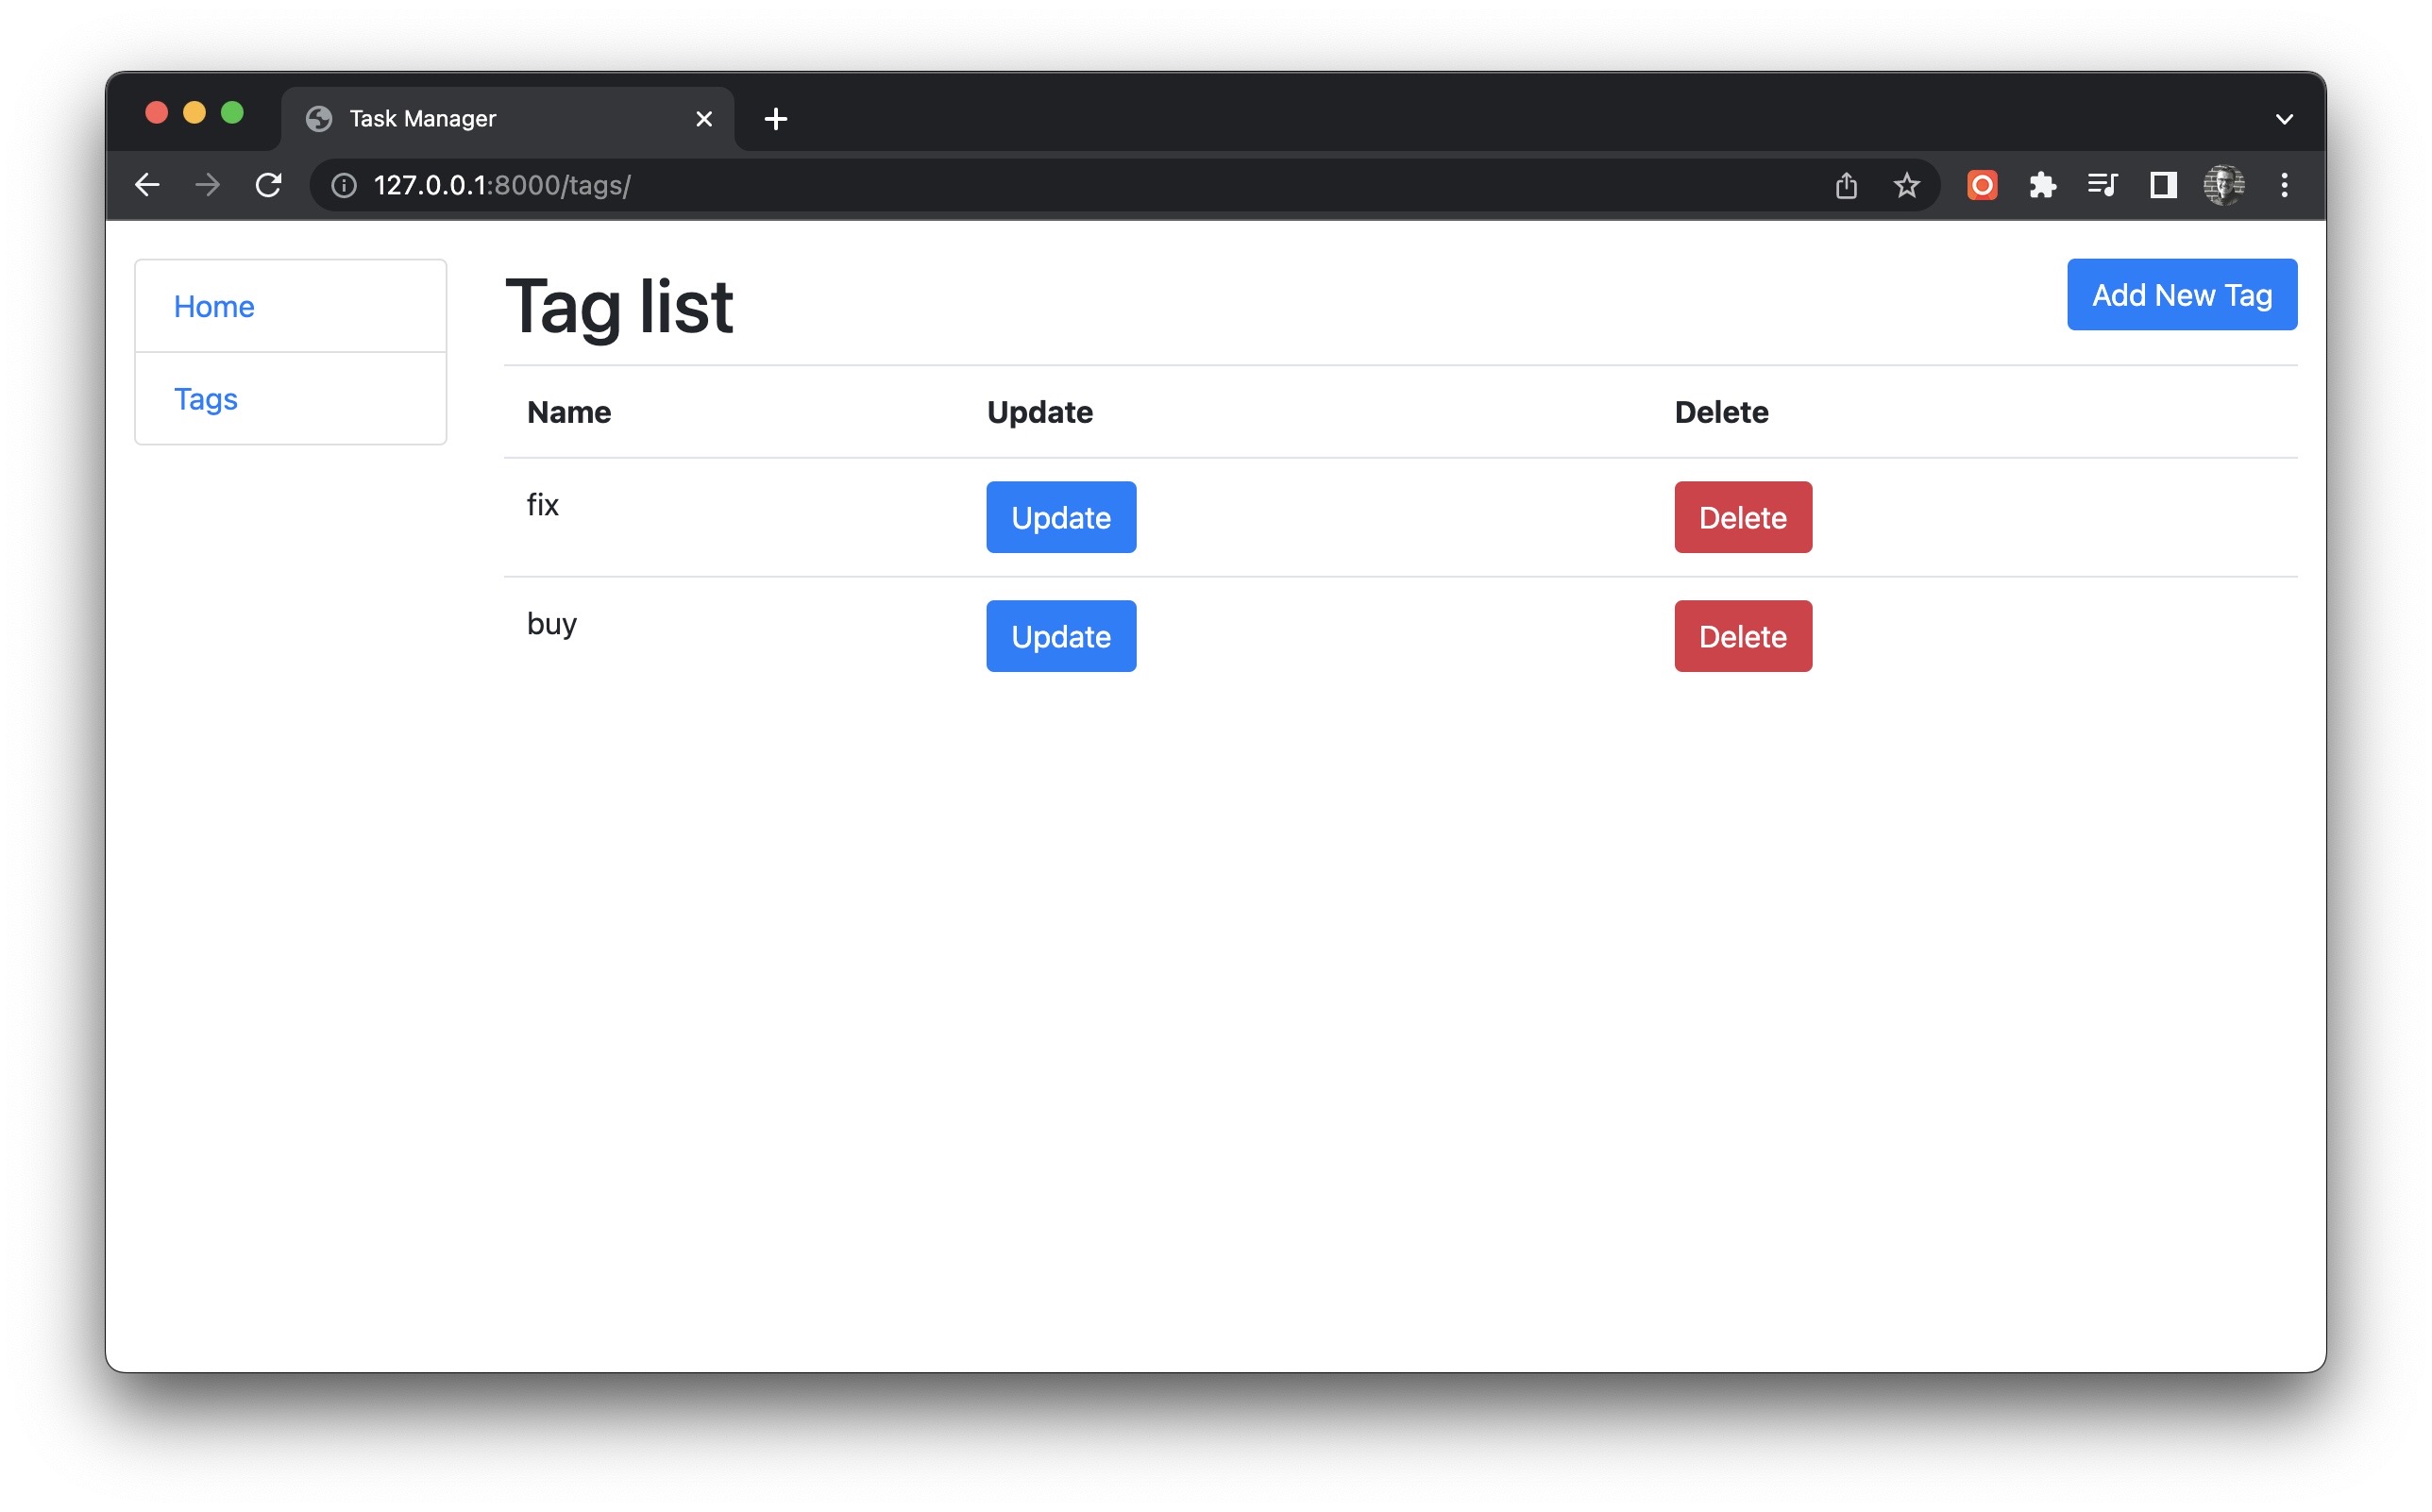 Task Manager
127.0.0.1:8000/tags/
Home
Tags
Tag list
Add New Tag
Name Update Delete
fix Update Delete
buy Update Delete